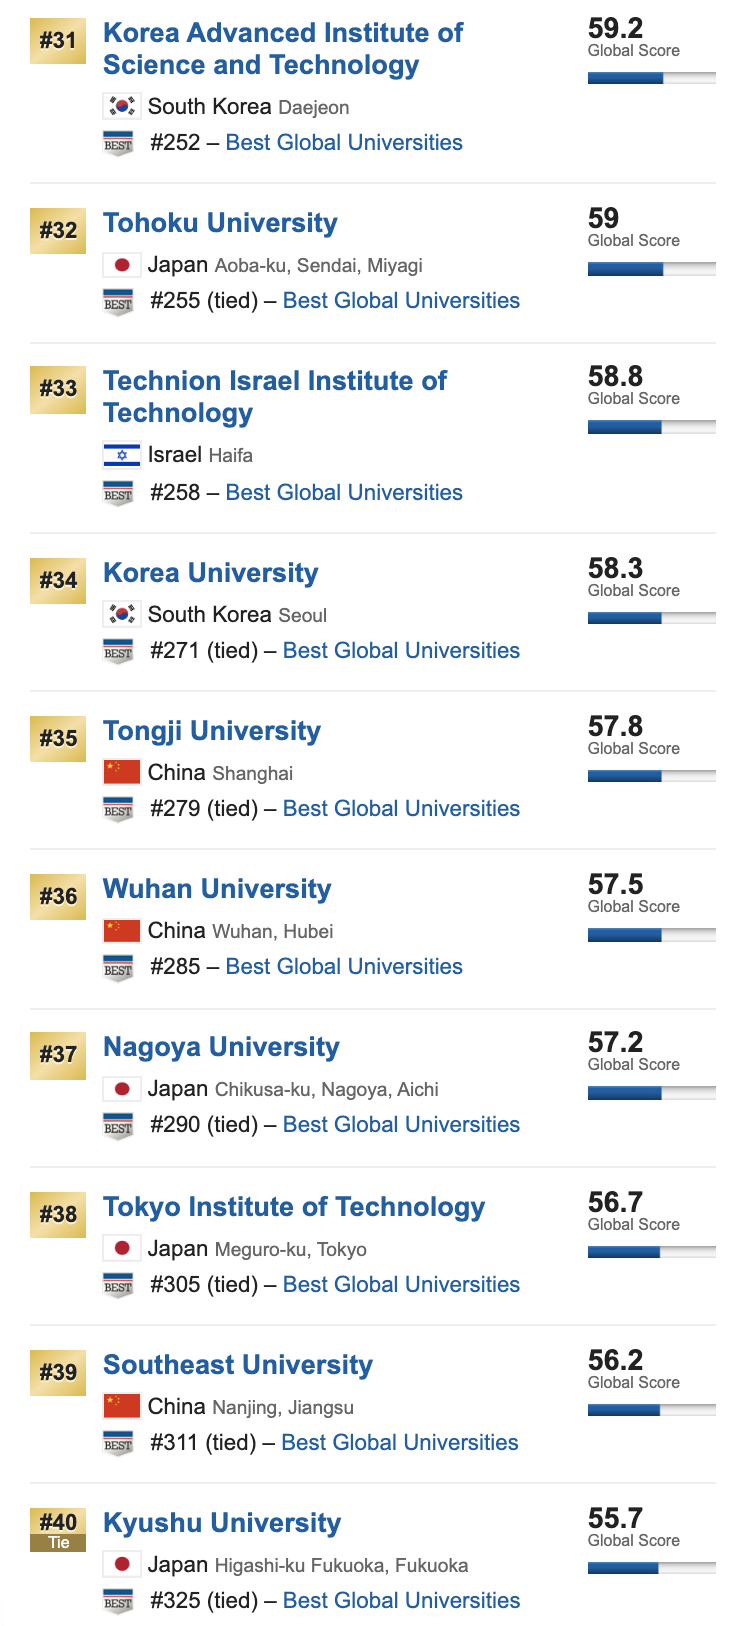 #31
Korea Advanced Institute of
Science and Technology
59.2
Global Score
South Korea Daejeon
BEST #252 – Best Global Universities
#32
Tohoku University
59
Global Score
Japan Aoba-ku, Sendai, Miyagi
BEST #255 (tied) – Best Global Universities
#33
Technion Israel Institute of
Technology
58.8
Global Score
Israel Haifa
BEST #258 – Best Global Universities
#34
Korea University
58.3
Global Score
South Korea Seoul
BEST #271 (tied) – Best Global Universities
#35
Tongji University
57.8
Global Score
China Shanghai
BEST #279 (tied) – Best Global Universities
#36
Wuhan University
57.5
Global Score
China Wuhan, Hubei
BEST #285 – Best Global Universities
#37
Nagoya University
57.2
Global Score
Japan Chikusa-ku, Nagoya, Aichi
BEST #290 (tied) – Best Global Universities
#38
Tokyo Institute of Technology
56.7
Global Score
Japan Meguro-ku, Tokyo
BEST #305 (tied) – Best Global Universities
#39
Southeast University
56.2
Global Score
China Nanjing, Jiangsu
BEST #311 (tied) – Best Global Universities
#40
Tie
Kyushu University
55.7
Global Score
Japan Higashi-ku Fukuoka, Fukuoka
BEST #325 (tied) – Best Global Universities